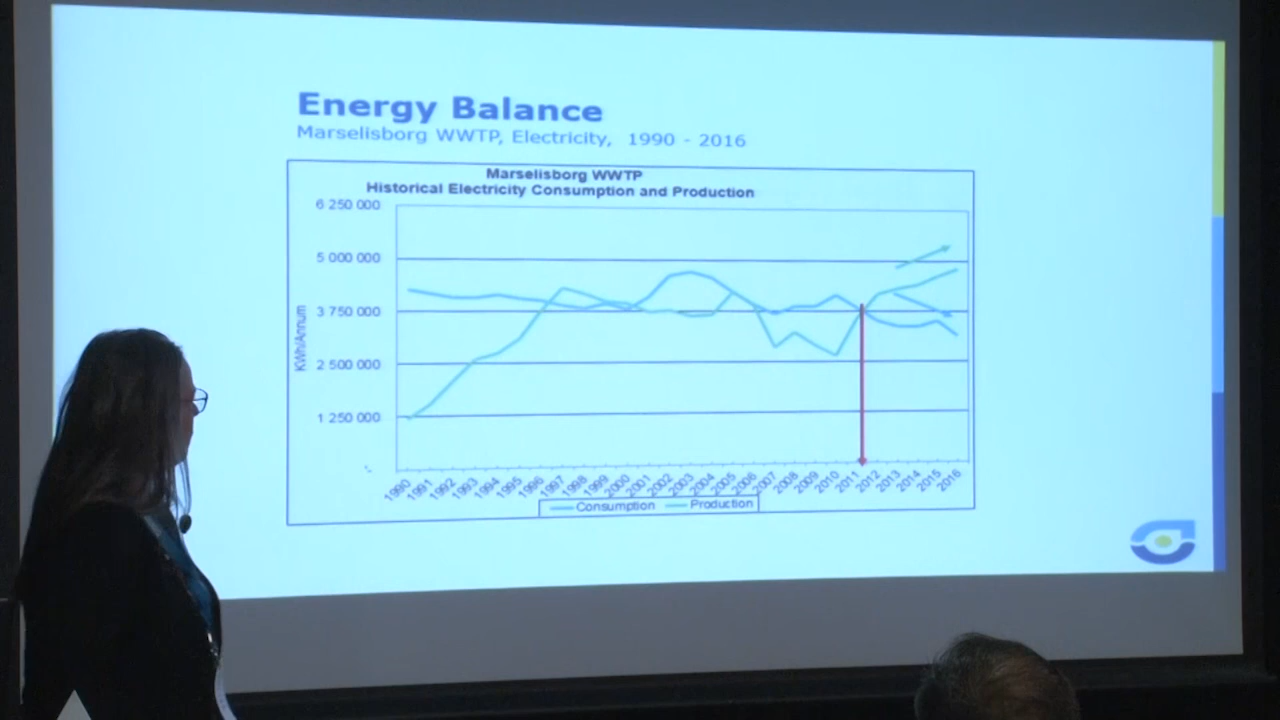 Energy Balance
Marselisborg WWTP, Electricity, 1990 - 2016
Marselisborg WWTP
Historical Electricity Consumption and Production
6 250 000
5 000 000
3 750 000
2 500 000
1 250 000
-
KWh/Annum
1990 1991 1992 1993 1994 1995 1996 1997 1998 1999 2000 2001 2002 2003 2004 2005 2006 2007 2008 2009 2010 2011 2012 2013 2014 2015 2016
Consumption Production